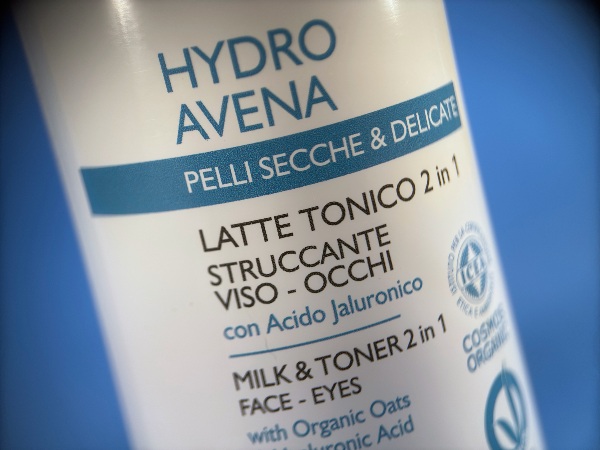 HYDRO
AVENA
PELLI SECCHE & DELICATE
LATTE TONICO 2 in 1
STRUCCANTE
VISO - OCCHI
con Acido Jaluronico
MILK & TONER 2 in 1
FACE - EYES
with Organic Oats
Acid
COSMOS
ORGANIC